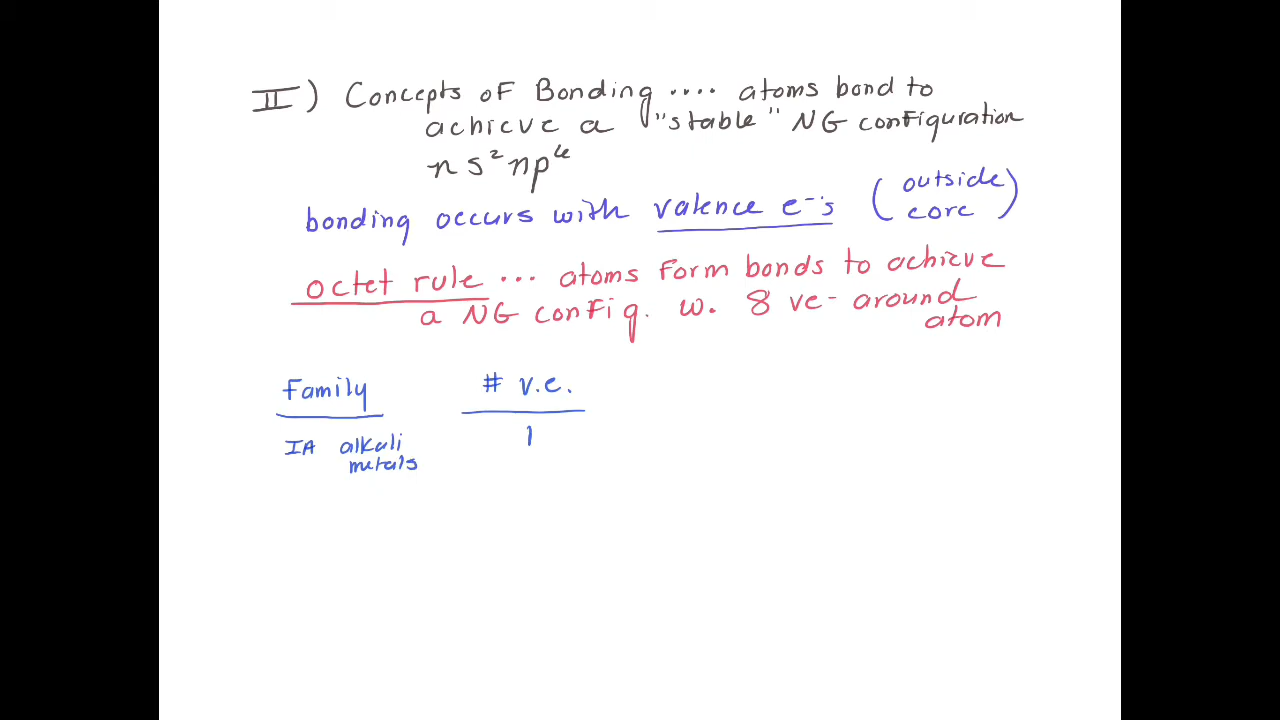 II) Concepts of Bonding .... atoms bond to
achieve a "stable" NG configuration
ns²np⁶
bonding occurs with valence e⁻'s (outside core)
octet rule ... atoms form bonds to achieve
a NG config. w. 8 ve- around
atom
Family # v.e.
IA alkali 1
metals